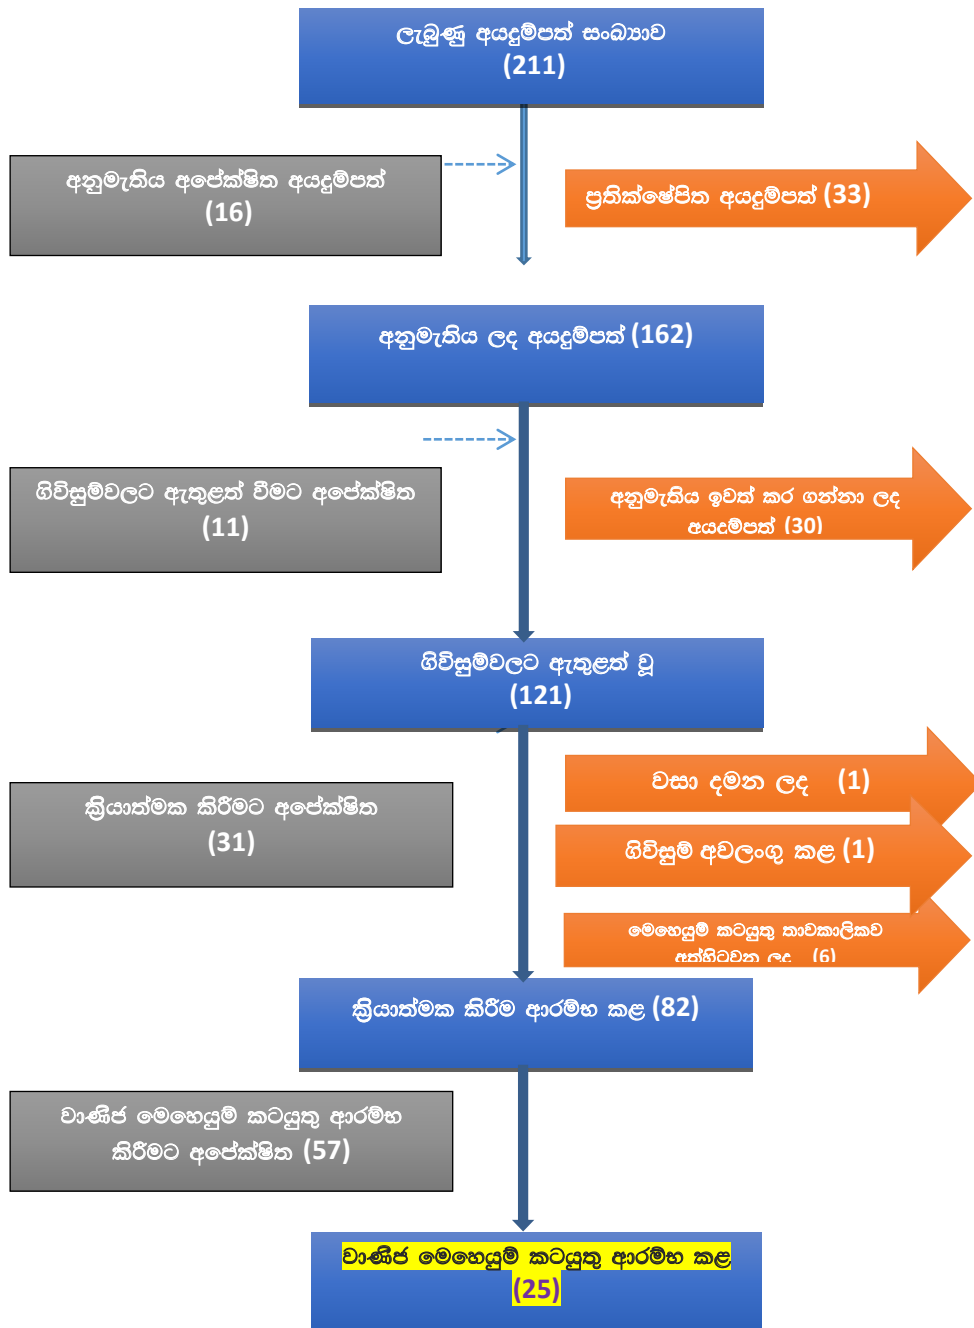 ලැබුණු අයදුම්පත් සංඛ්‍යාව
(211)
අනුමැතිය අපේක්ෂිත අයදුම්පත්
(16)
ප්‍රතික්ෂේපිත අයදුම්පත් (33)
අනුමැතිය ලද අයදුම්පත් (162)
ගිවිසුම්වලට ඇතුළත් වීමට අපේක්ෂිත
(11)
අනුමැතිය ඉවත් කර ගන්නා ලද
අයදුම්පත් (30)
ගිවිසුම්වලට ඇතුළත් වූ
(121)
වසා දමන ලද (1)
ක්‍රියාත්මක කිරීමට අපේක්ෂිත
(31)
ගිවිසුම් අවලංගු කළ (1)
මෙහෙයුම් කටයුතු තාවකාලිකව
අත්හිටවන ලද (6)
ක්‍රියාත්මක කිරීම ආරම්භ කළ (82)
වාණිජ මෙහෙයුම් කටයුතු ආරම්භ
කිරීමට අපේක්ෂිත (57)
වාණිජ මෙහෙයුම් කටයුතු ආරම්භ කළ
(25)